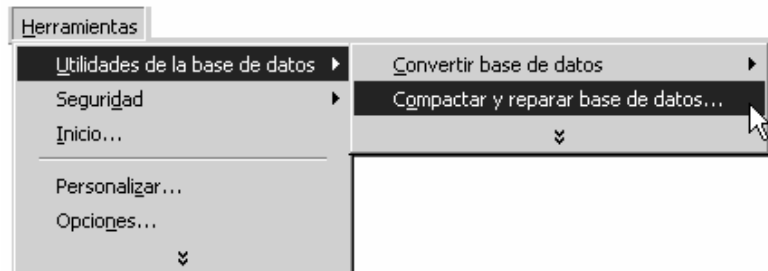 Herramientas
Utilidades de la base de datos
Convertir base de datos
Seguridad
Compactar y reparar base de datos...
Inicio...
Personalizar...
Opciones...